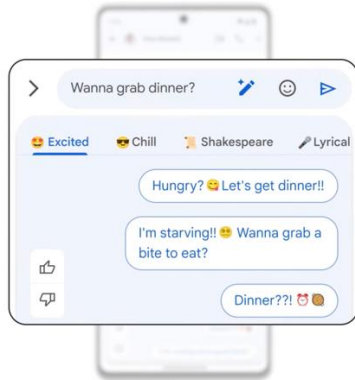 Wanna grab dinner?
🤩 Excited 😎 Chill 📜 Shakespeare 🎤 Lyrical
Hungry? 😋 Let's get dinner!!
I'm starving!! 😵‍💫 Wanna grab a
bite to eat?
Dinner??! ⏰🥘